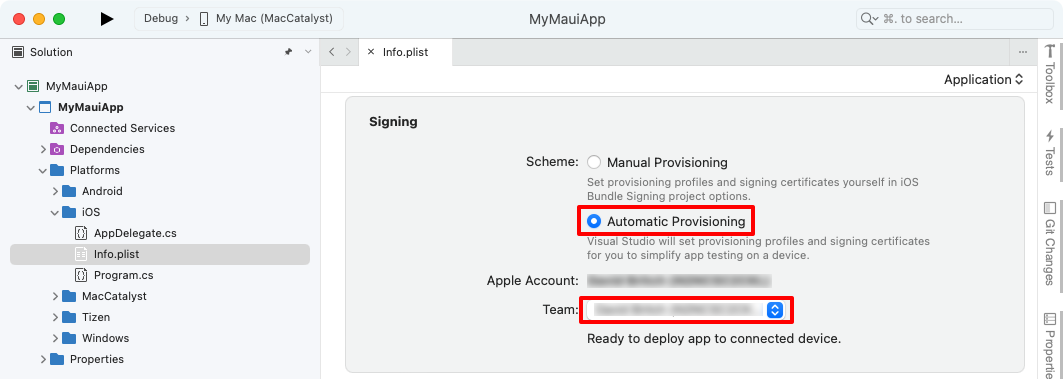 Debug
My Mac (MacCatalyst)
MyMauiApp
⌘. to search...
Solution
Info.plist
MyMauiApp
MyMauiApp
Connected Services
Dependencies
Platforms
Android
iOS
AppDelegate.cs
Info.plist
Program.cs
MacCatalyst
Tizen
Windows
Properties
Application
Signing
Scheme:
Manual Provisioning
Set provisioning profiles and signing certificates yourself in iOS
Bundle Signing project options.
Automatic Provisioning
Visual Studio will set provisioning profiles and signing certificates
for you to simplify app testing on a device.
Apple Account:
Team:
Ready to deploy app to connected device.
Toolbox
Tests
Git Changes